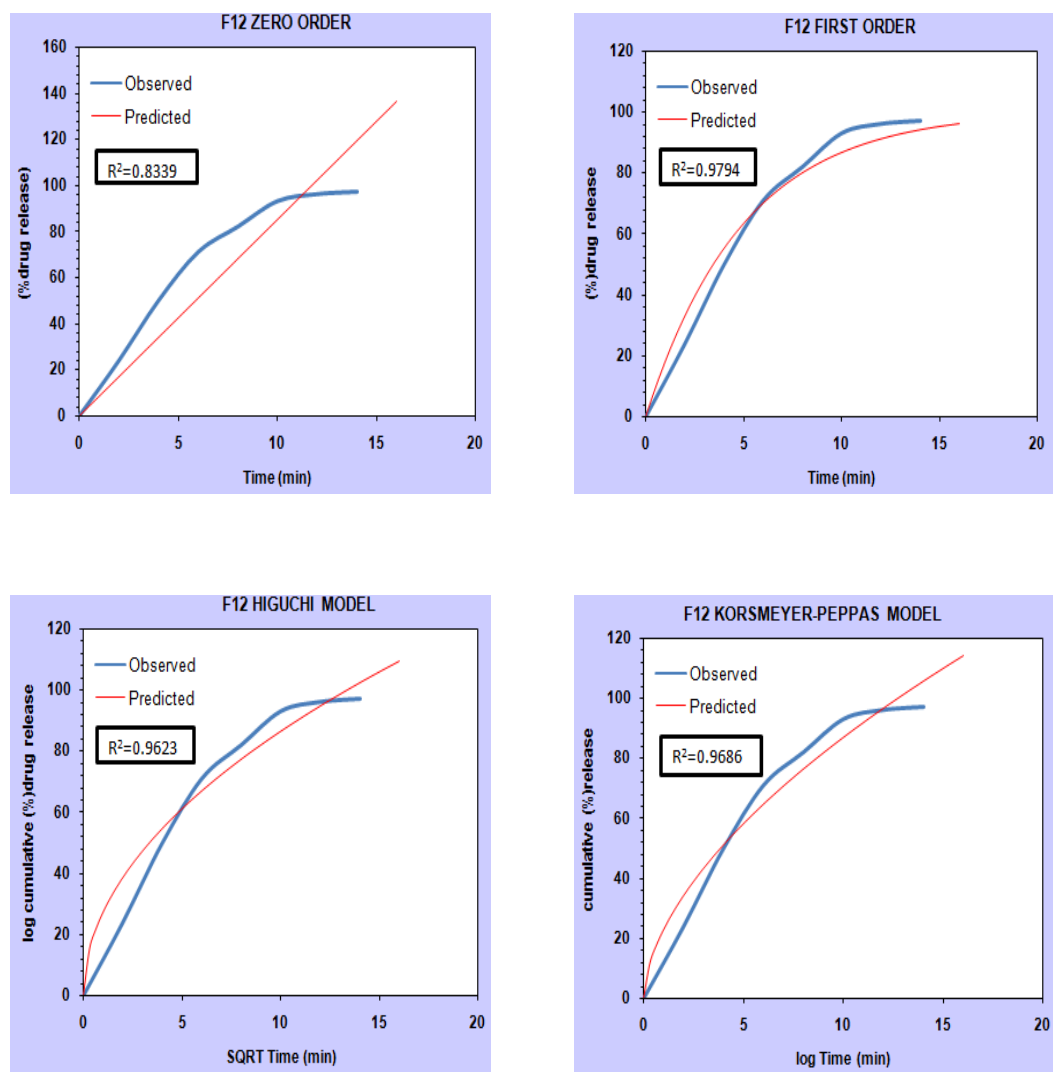 F12 ZERO ORDER
160
140
120
100
80
60
40
20
0
(%)drug release)
Observed
Predicted
R²=0.8339
0 5 10 15 20
Time (min)
F12 FIRST ORDER
120
100
80
60
40
20
0
(%)drug release
Observed
Predicted
R²=0.9794
0 5 10 15 20
Time (min)
F12 HIGUCHI MODEL
120
100
80
60
40
20
0
log cumulative (%)drug release
Observed
Predicted
R²=0.9623
0 5 10 15 20
SQRT Time (min)
F12 KORSMEYER-PEPPAS MODEL
120
100
80
60
40
20
0
cumulative (%)release
Observed
Predicted
R²=0.9686
0 5 10 15 20
log Time (min)